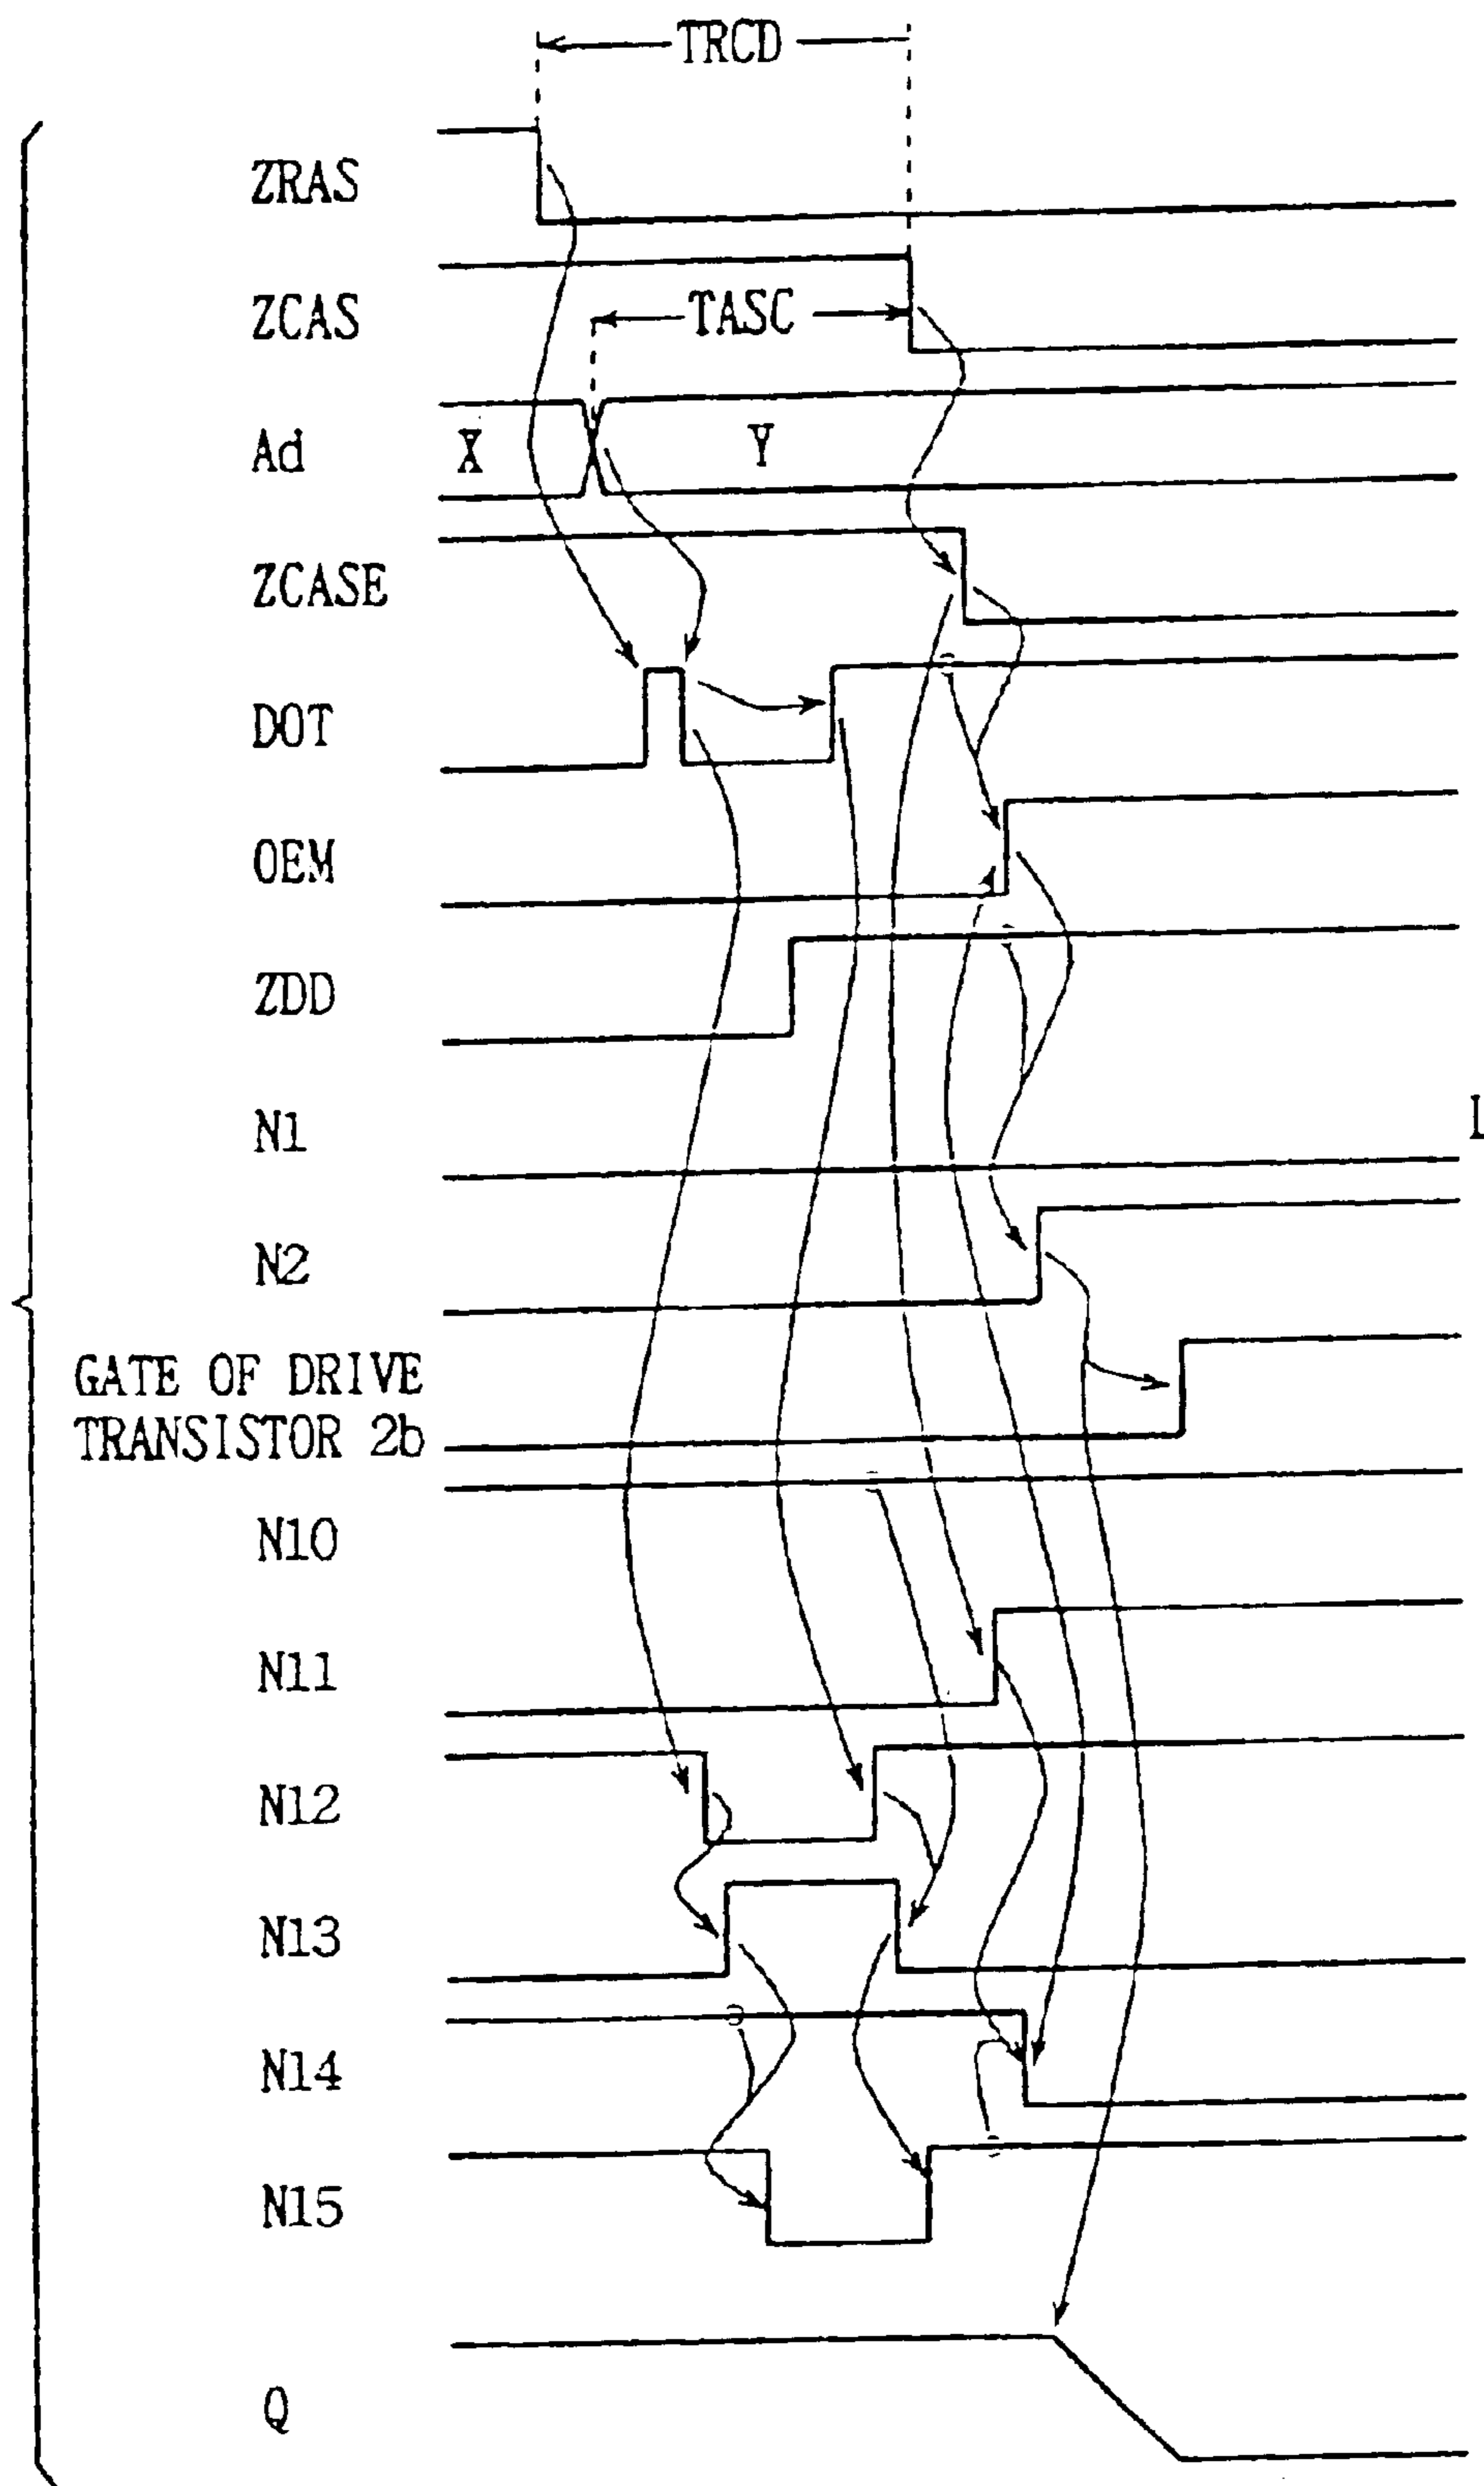 TRCD
ZRAS
ZCAS
TASC
Ad
X
Y
ZCASE
DOT
OEM
ZDD
N1
L
N2
GATE OF DRIVE
TRANSISTOR 2b
N10
N11
N12
N13
N14
N15
Q